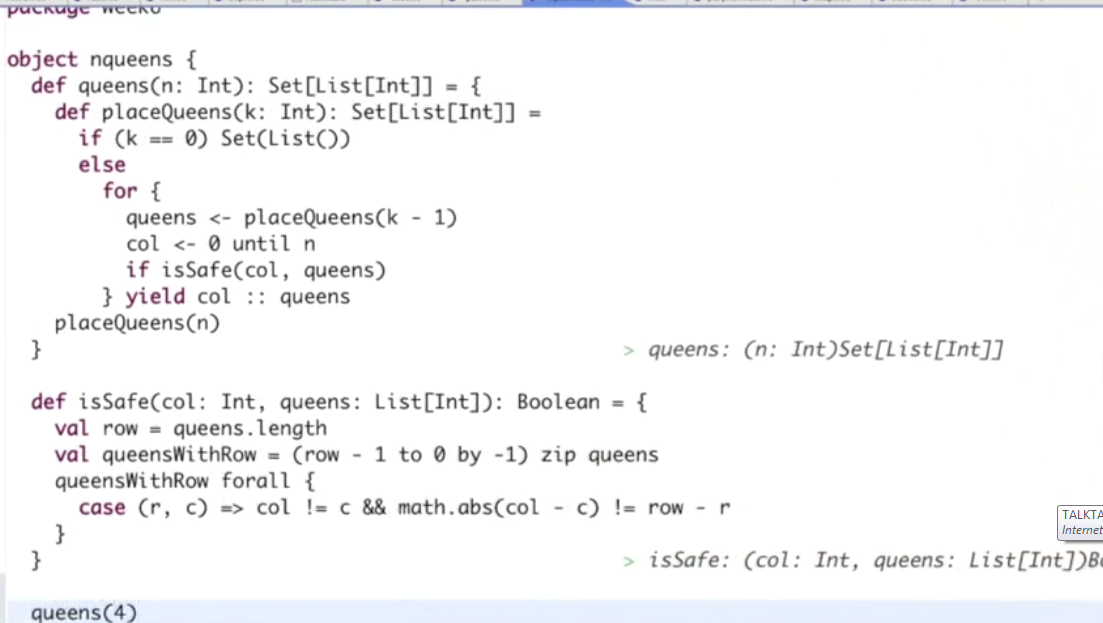 package week6
object nqueens {
  def queens(n: Int): Set[List[Int]] = {
    def placeQueens(k: Int): Set[List[Int]] =
      if (k == 0) Set(List())
      else
        for {
          queens <- placeQueens(k - 1)
          col <- 0 until n
          if isSafe(col, queens)
        } yield col :: queens
    placeQueens(n)
  } > queens: (n: Int)Set[List[Int]]
  def isSafe(col: Int, queens: List[Int]): Boolean = {
    val row = queens.length
    val queensWithRow = (row - 1 to 0 by -1) zip queens
    queensWithRow forall {
      case (r, c) => col != c && math.abs(col - c) != row - r
    }
  } > isSafe: (col: Int, queens: List[Int])Bo
TALKTA
Internet
  queens(4)